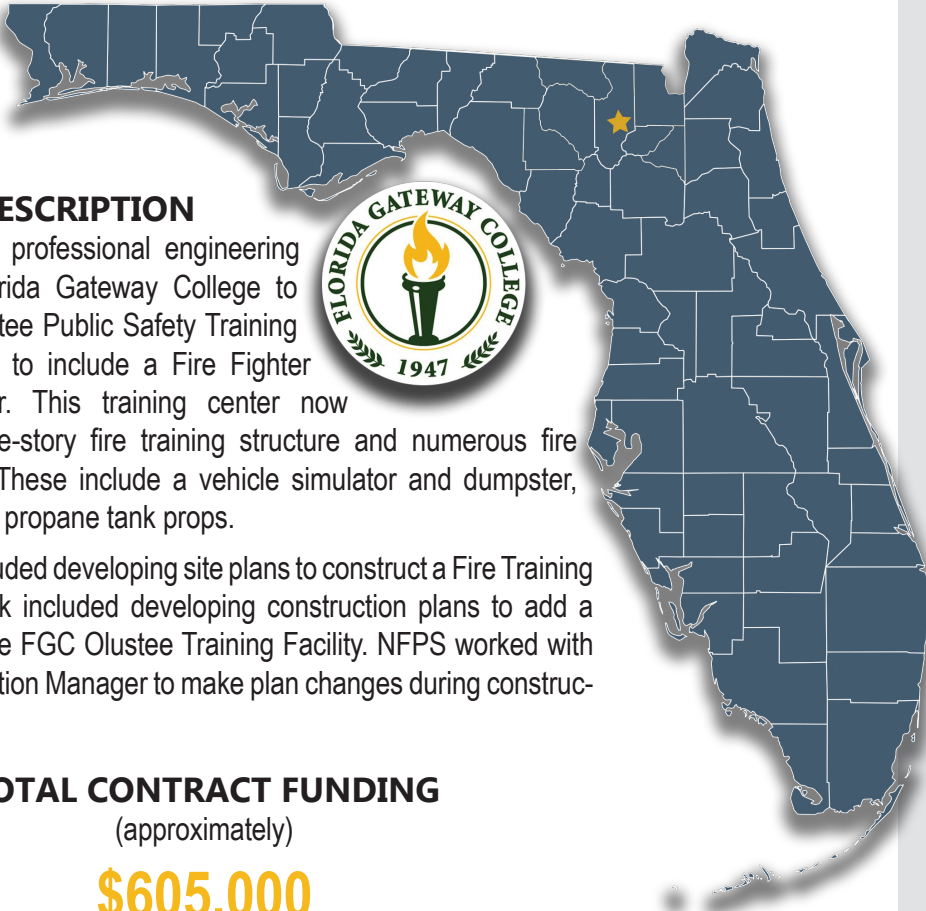 ESCRIPTION
professional engineering
rida Gateway College to
tee Public Safety Training
to include a Fire Fighter
r. This training center now
e-story fire training structure and numerous fire
These include a vehicle simulator and dumpster,
propane tank props.
uded developing site plans to construct a Fire Training
k included developing construction plans to add a
e FGC Olustee Training Facility. NFPS worked with
tion Manager to make plan changes during construc-
FLORIDA GATEWAY COLLEGE
1947
OTAL CONTRACT FUNDING
(approximately)
$605,000